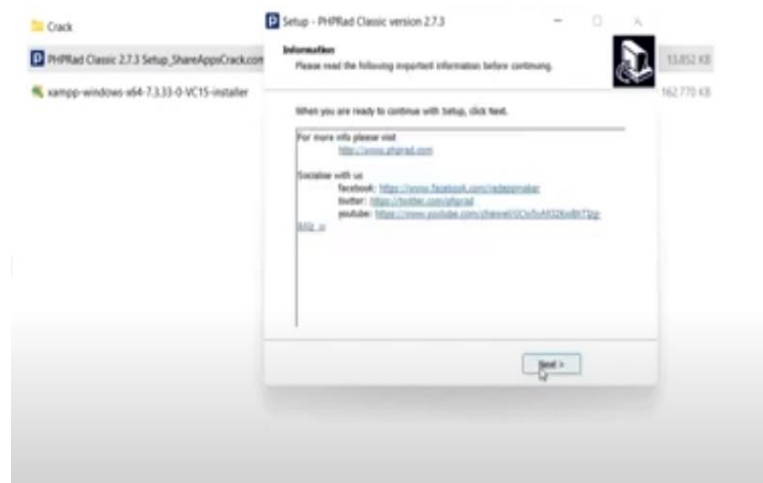 Crack
PHPRad Classic 2.7.3 Setup_ShareAppsCrack.com
13.852 KB
xampp-windows-x64-7.3.33-0-VC15-installer
162.770 KB
Setup - PHPRad Classic version 2.7.3
Information
Please read the following important information before continuing.
When you are ready to continue with Setup, click Next.
For more info please visit
http://www.phprad.com
Socialise with us
facebook: https://www.facebook.com/radappmaker
twitter: https://twitter.com/phprad
youtube:
Next >